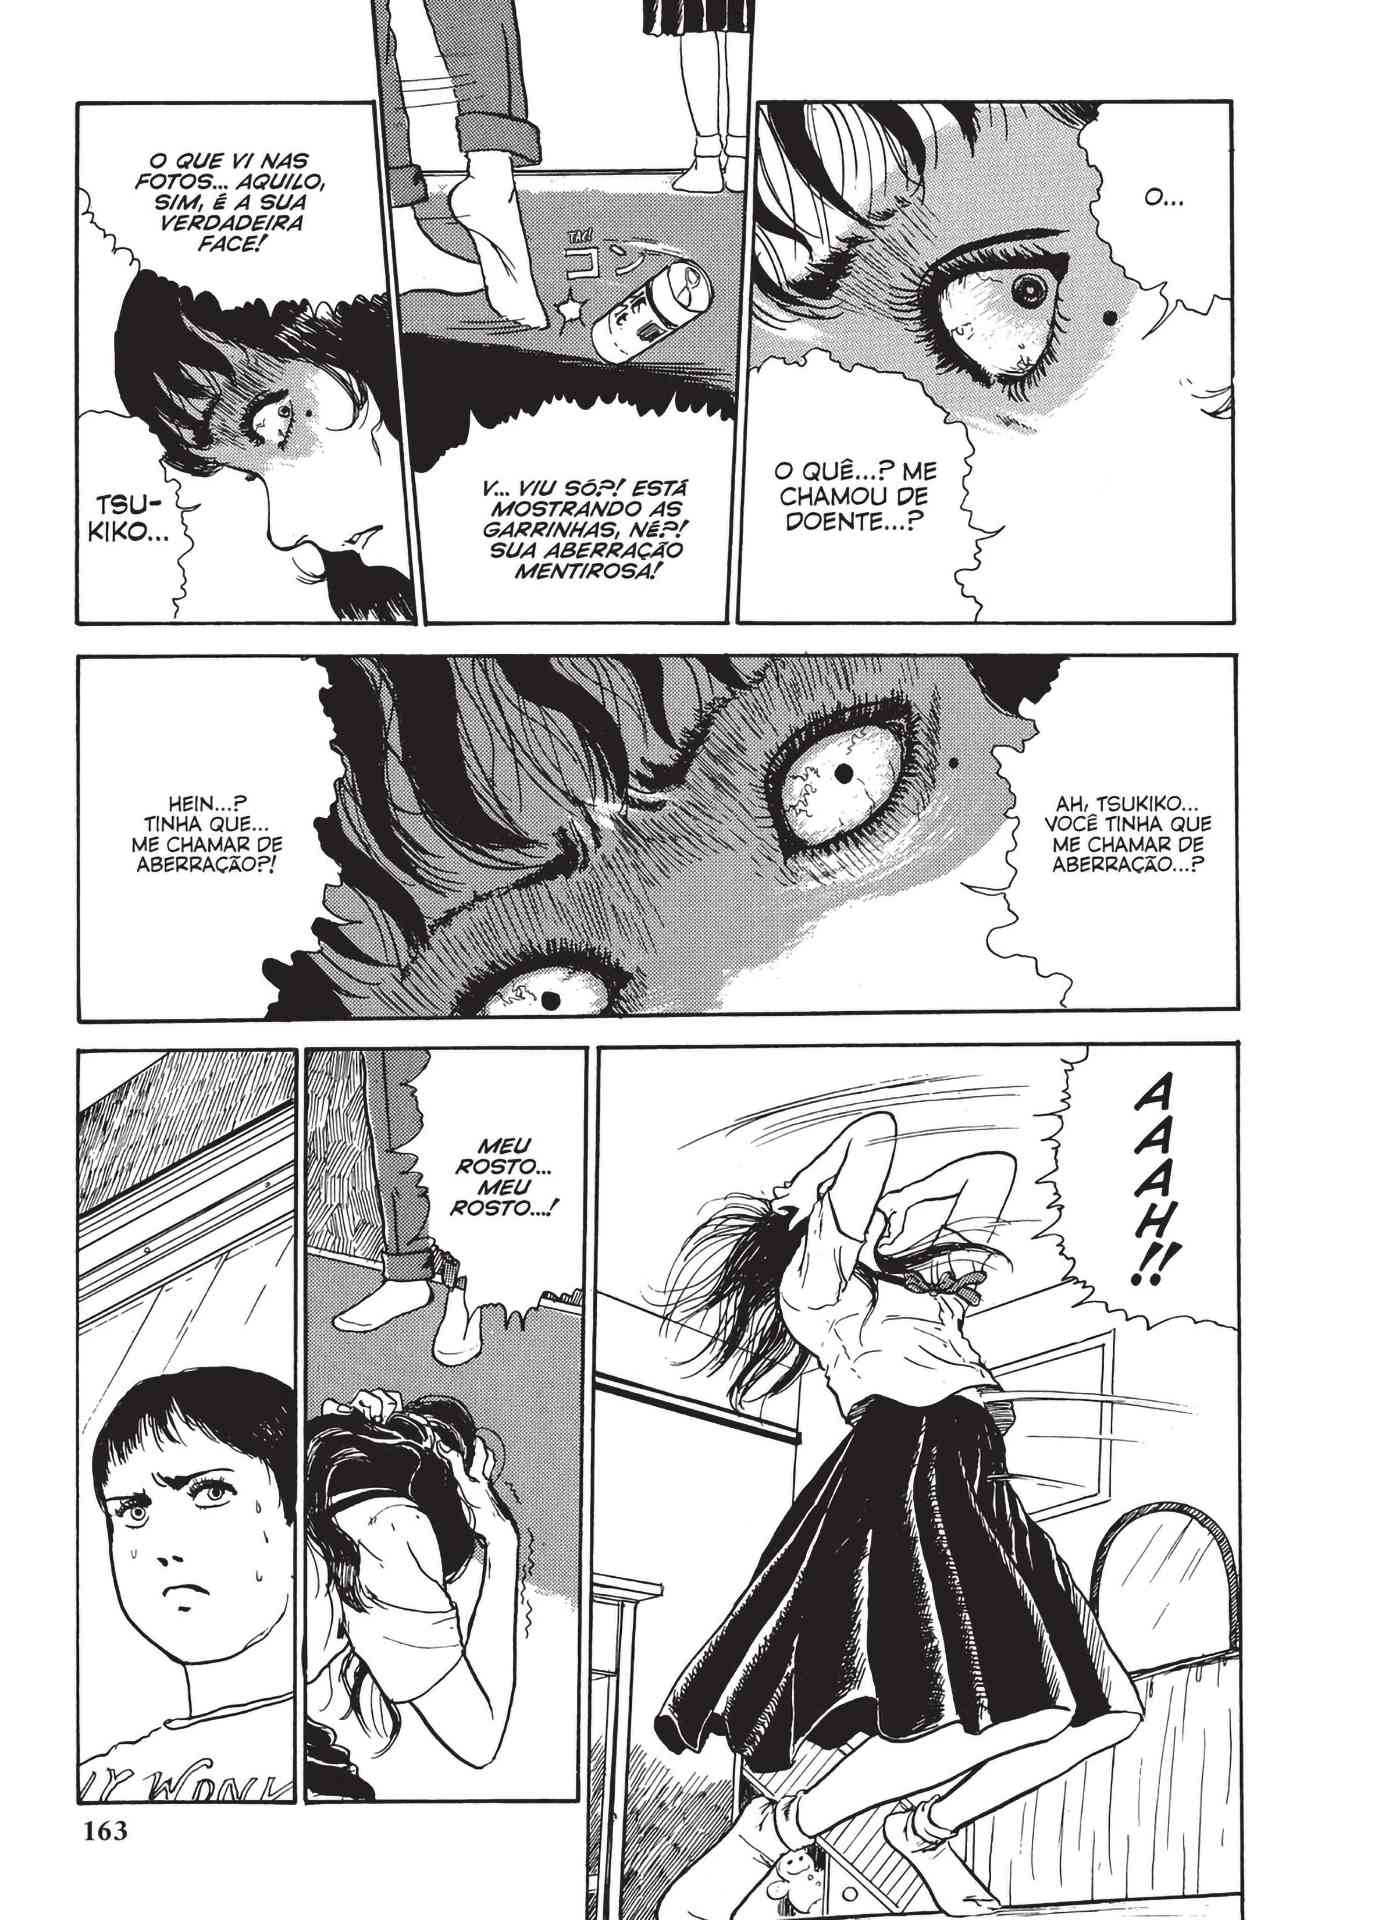 O...
O QUÊ...? ME
CHAMOU DE
DOENTE...?
TAC!
コン
V... VIU SÓ?! ESTÁ
MOSTRANDO AS
GARRINHAS, NÉ?!
SUA ABERRAÇÃO
MENTIROSA!
O QUE VI NAS
FOTOS... AQUILO,
SIM, É A SUA
VERDADEIRA
FACE!
TSU-
KIKO...
AH, TSUKIKO...
VOCÊ TINHA QUE
ME CHAMAR DE
ABERRAÇÃO...?
HEIN...?
TINHA QUE...
ME CHAMAR DE
ABERRAÇÃO?!
AAAH!!
MEU
ROSTO...
MEU
ROSTO...!
163